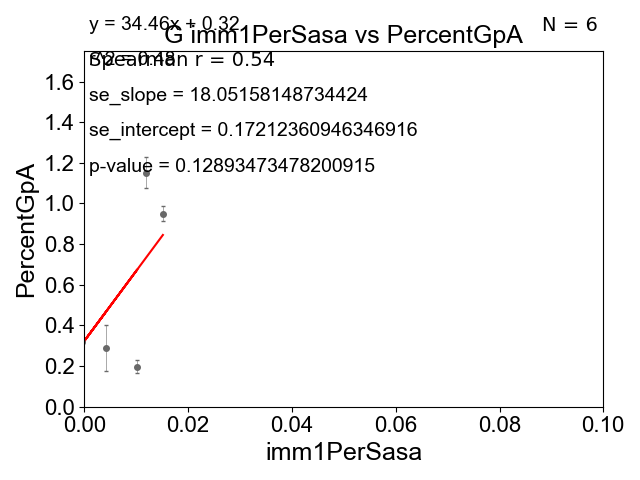 y = 34.46x + 0.32
N = 6
G imm1PerSasa vs PercentGpA
Spearman r = 0.54
se_slope = 18.05158148734424
se_intercept = 0.17212360946346916
p-value = 0.12893473478200915
PercentGpA
1.6
1.4
1.2
1.0
0.8
0.6
0.4
0.2
0.0
0.00 0.02 0.04 0.06 0.08 0.10
imm1PerSasa